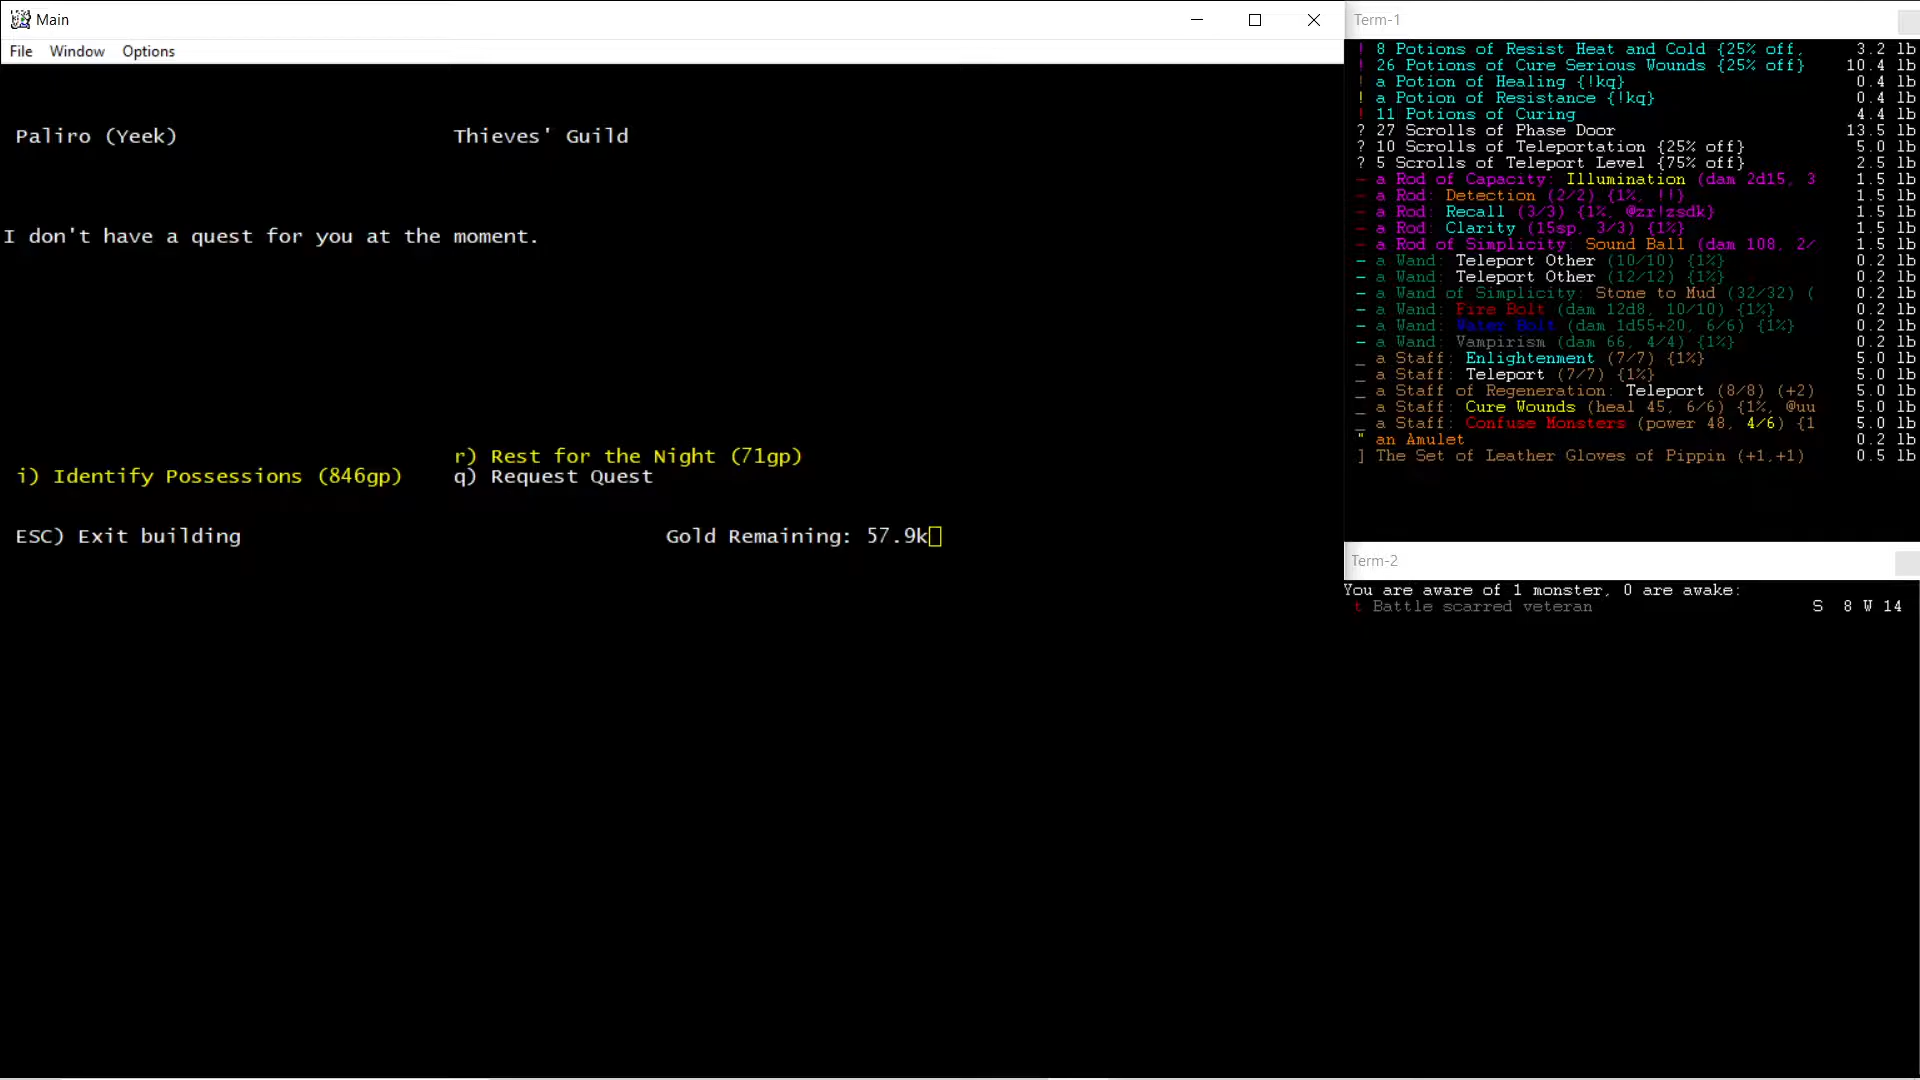 Main
File Window Options
Paliro (Yeek) Thieves' Guild
I don't have a quest for you at the moment.
r) Rest for the Night (71gp)
i) Identify Possessions (846gp) q) Request Quest
ESC) Exit building Gold Remaining: 57.9k
Term-1
! 8 Potions of Resist Heat and Cold {25% off, 3.2 lb
! 26 Potions of Cure Serious Wounds {25% off} 10.4 lb
! a Potion of Healing {!kq} 0.4 lb
! a Potion of Resistance {!kq} 0.4 lb
! 11 Potions of Curing 4.4 lb
? 27 Scrolls of Phase Door 13.5 lb
? 10 Scrolls of Teleportation {25% off} 5.0 lb
? 5 Scrolls of Teleport Level {75% off} 2.5 lb
- a Rod of Capacity: Illumination (dam 2d15, 3 1.5 lb
- a Rod: Detection (2/2) {1%, !!} 1.5 lb
- a Rod: Recall (3/3) {1%, @zr!zsdk} 1.5 lb
- a Rod: Clarity (15sp, 3/3) {1%} 1.5 lb
- a Rod of Simplicity: Sound Ball (dam 108, 2/ 1.5 lb
- a Wand: Teleport Other (10/10) {1%} 0.2 lb
- a Wand: Teleport Other (12/12) {1%} 0.2 lb
- a Wand of Simplicity: Stone to Mud (32/32) ( 0.2 lb
- a Wand: Fire Bolt (dam 12d8, 10/10) {1%} 0.2 lb
- a Wand: Water Bolt (dam 1d55+20, 6/6) {1%} 0.2 lb
- a Wand: Vampirism (dam 66, 4/4) {1%} 0.2 lb
_ a Staff: Enlightenment (7/7) {1%} 5.0 lb
_ a Staff: Teleport (7/7) {1%} 5.0 lb
_ a Staff of Regeneration: Teleport (8/8) (+2) 5.0 lb
_ a Staff: Cure Wounds (heal 45, 6/6) {1%, @uu 5.0 lb
_ a Staff: Confuse Monsters (power 48, 4/6) {1 5.0 lb
" an Amulet 0.2 lb
] The Set of Leather Gloves of Pippin (+1,+1) 0.5 lb
Term-2
You are aware of 1 monster, 0 are awake:
t Battle scarred veteran S 8 W 14